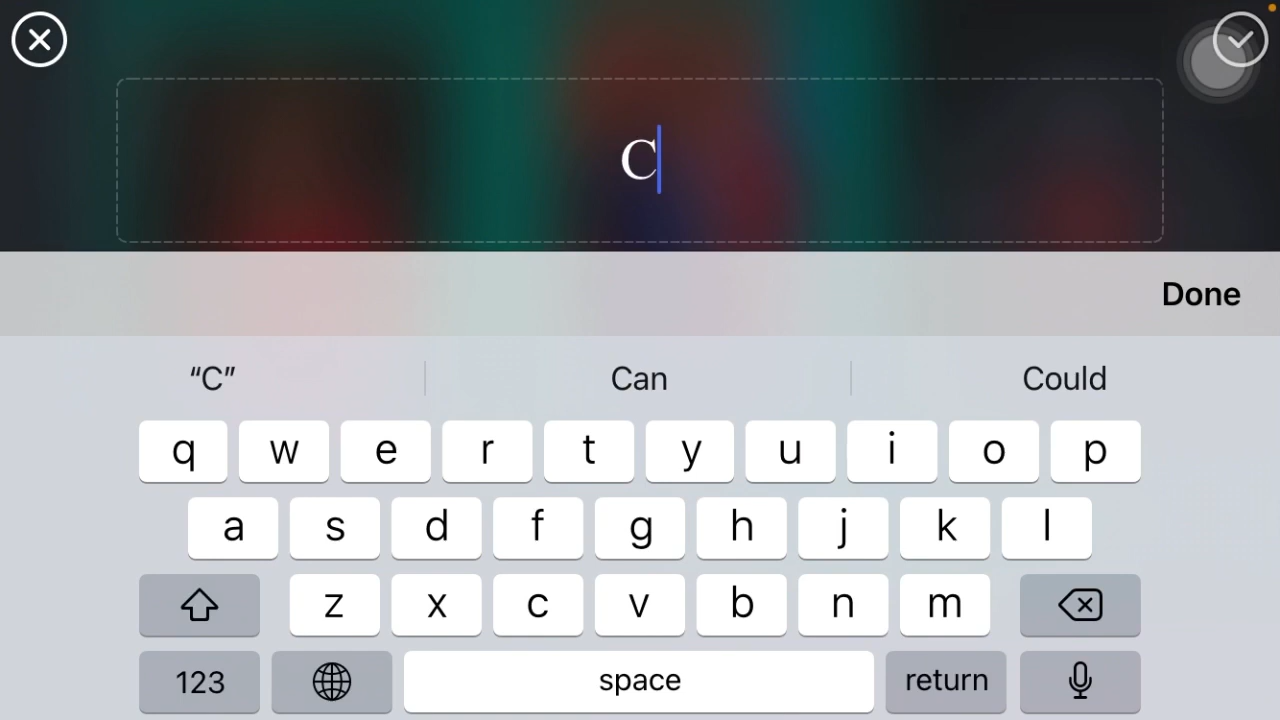 C
Done
“C” Can Could
q w e r t y u i o p
a s d f g h j k l
z x c v b n m
123 space return